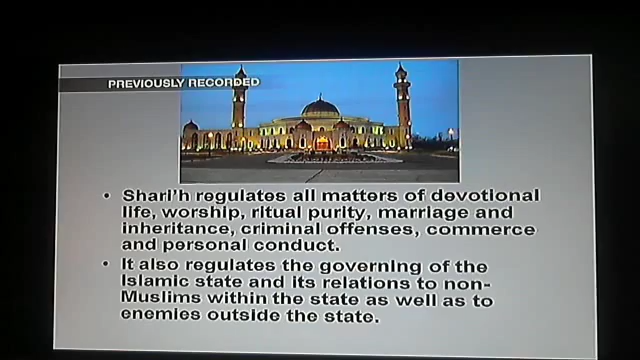 PREVIOUSLY RECORDED
• Shari'h regulates all matters of devotional
life, worship, ritual purity, marriage and
inheritance, criminal offenses, commerce
and personal conduct.
• It also regulates the governing of the
Islamic state and its relations to non-
Muslims within the state as well as to
enemies outside the state.